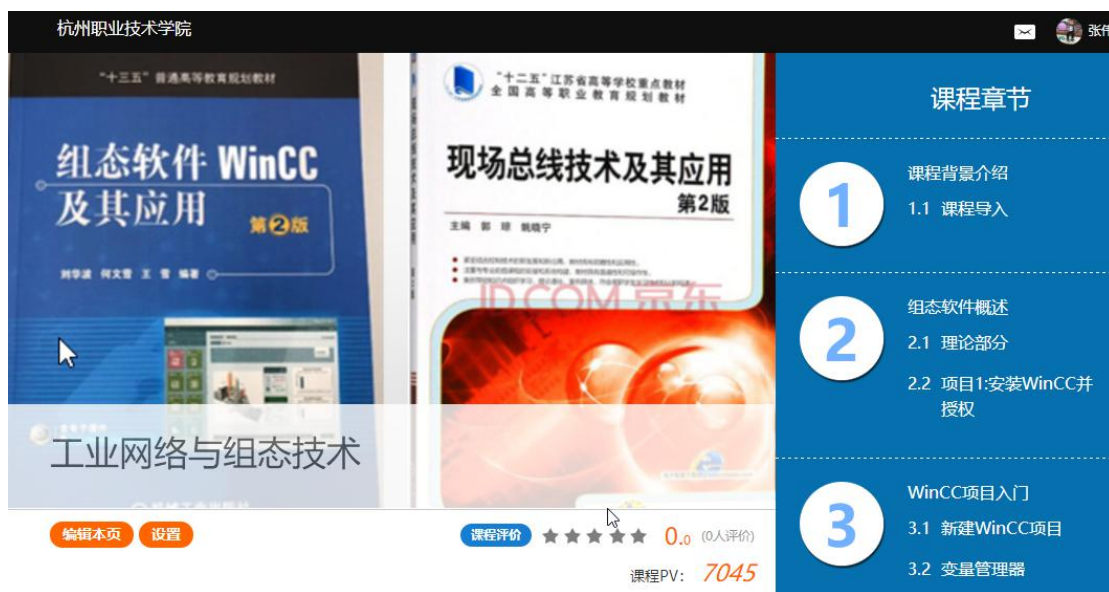 杭州职业技术学院
张伟
"十三五"普通高等教育规划教材
组态软件 WinCC
及其应用
第2版
刘华波 何文雪 王雪 编著
"十二五"江苏省高等学校重点教材
全国高等职业教育规划教材
现场总线技术及其应用
第2版
主编 郭琼 姚晓宁
JD.COM 京东
工业网络与组态技术
编辑本页
设置
课程评价
0.0
(0人评价)
课程PV: 7045
课程章节
1
课程背景介绍
1.1 课程导入
2
组态软件概述
2.1 理论部分
2.2 项目1:安装WinCC并
授权
3
WinCC项目入门
3.1 新建WinCC项目
3.2 变量管理器